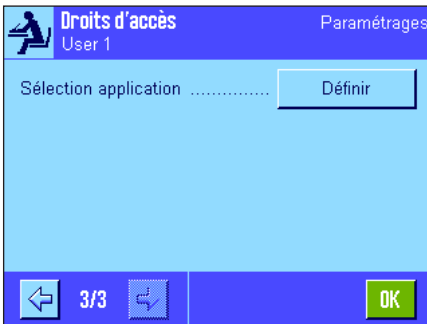 Droits d'accès
Paramétrages
User 1
Sélection application ............... Définir
3/3
OK